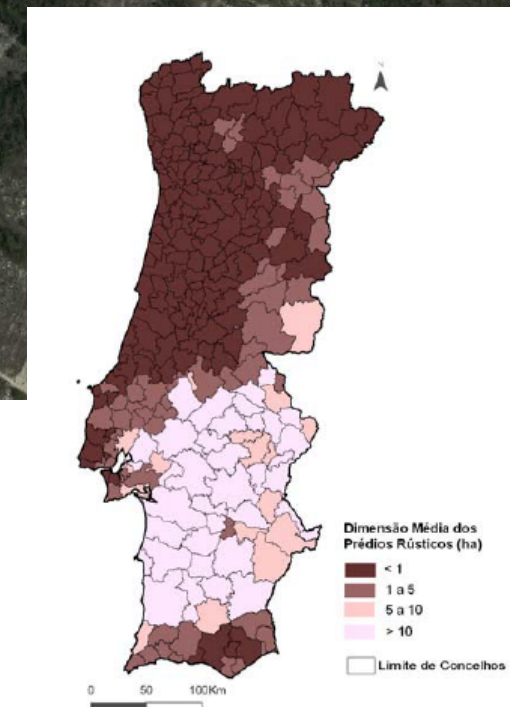 Dimensão Média dos
Prédios Rústicos (ha)
< 1
1 a 5
5 a 10
> 10
Limite de Concelhos
0 50 100Km